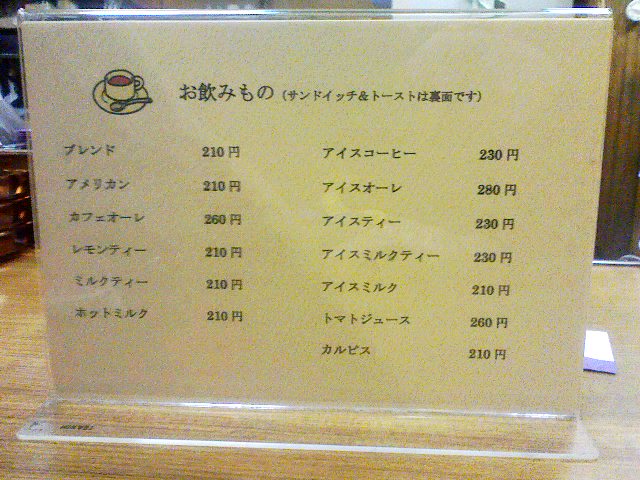 お飲みもの(サンドイッチ&トーストは裏面です)
ブレンド 210円
アメリカン 210円
カフェオーレ 260円
レモンティー 210円
ミルクティー 210円
ホットミルク 210円
アイスコーヒー 230円
アイスオーレ 280円
アイスティー 230円
アイスミルクティー 230円
アイスミルク 210円
トマトジュース 260円
カルピス 210円